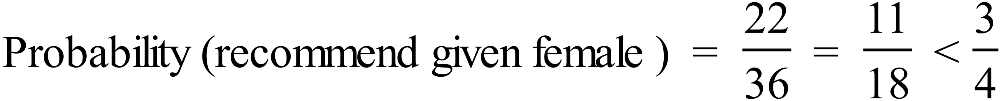 Probability (recommend given female) = 22/36 = 11/18 < 3/4